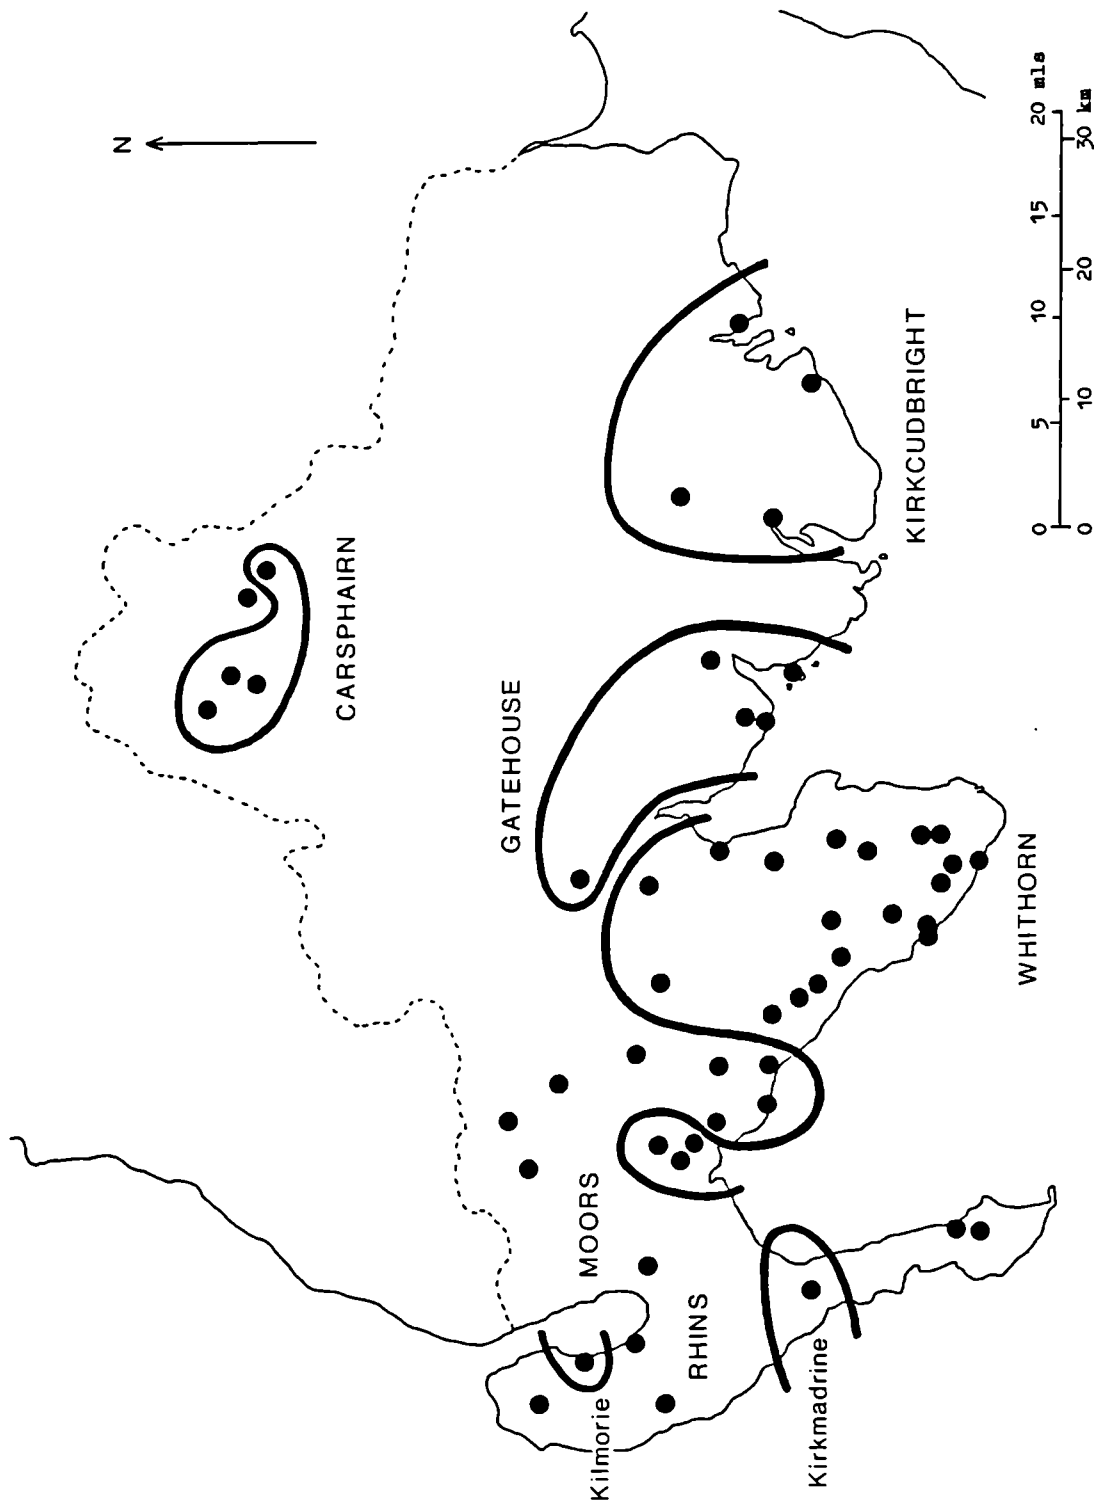 N
CARSPHAIRN
GATEHOUSE
MOORS
RHINS
Kilmorie
Kirkmadrine
WHITHORN
KIRKCUDBRIGHT
0 5 10 15 20 mls
0 10 20 30 km